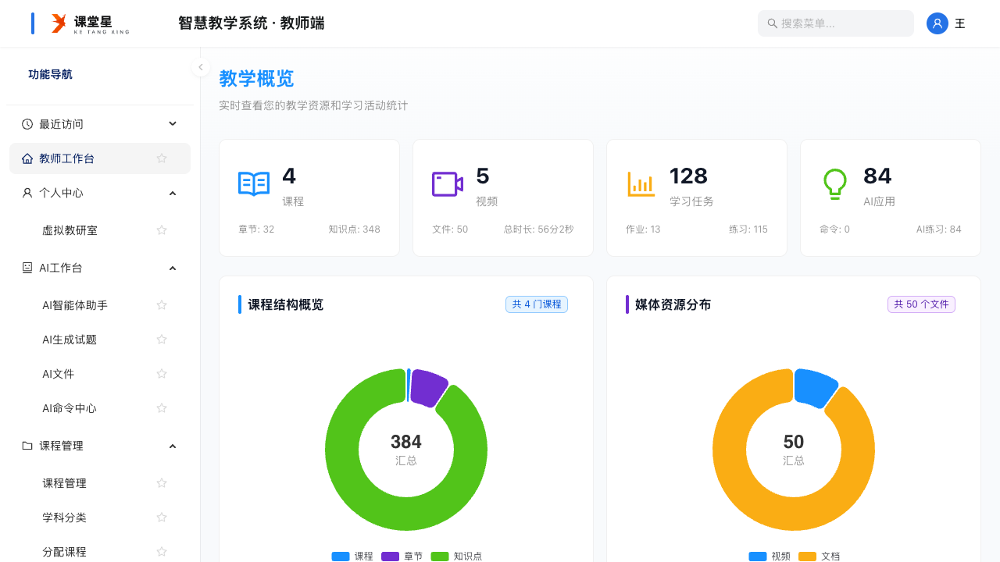 课堂星
KE TANG XING
智慧教学系统 · 教师端
搜索菜单...
王
功能导航
最近访问
教师工作台
个人中心
虚拟教研室
AI工作台
AI智能体助手
AI生成试题
AI文件
AI命令中心
课程管理
课程管理
学科分类
分配课程
教学概览
实时查看您的教学资源和学习活动统计
4
课程
章节: 32
知识点: 348
5
视频
文件: 50
总时长: 56分2秒
128
学习任务
作业: 13
练习: 115
84
AI应用
命令: 0
AI练习: 84
课程结构概览
共 4 门课程
384
汇总
课程 章节 知识点
媒体资源分布
共 50 个文件
50
汇总
视频 文档